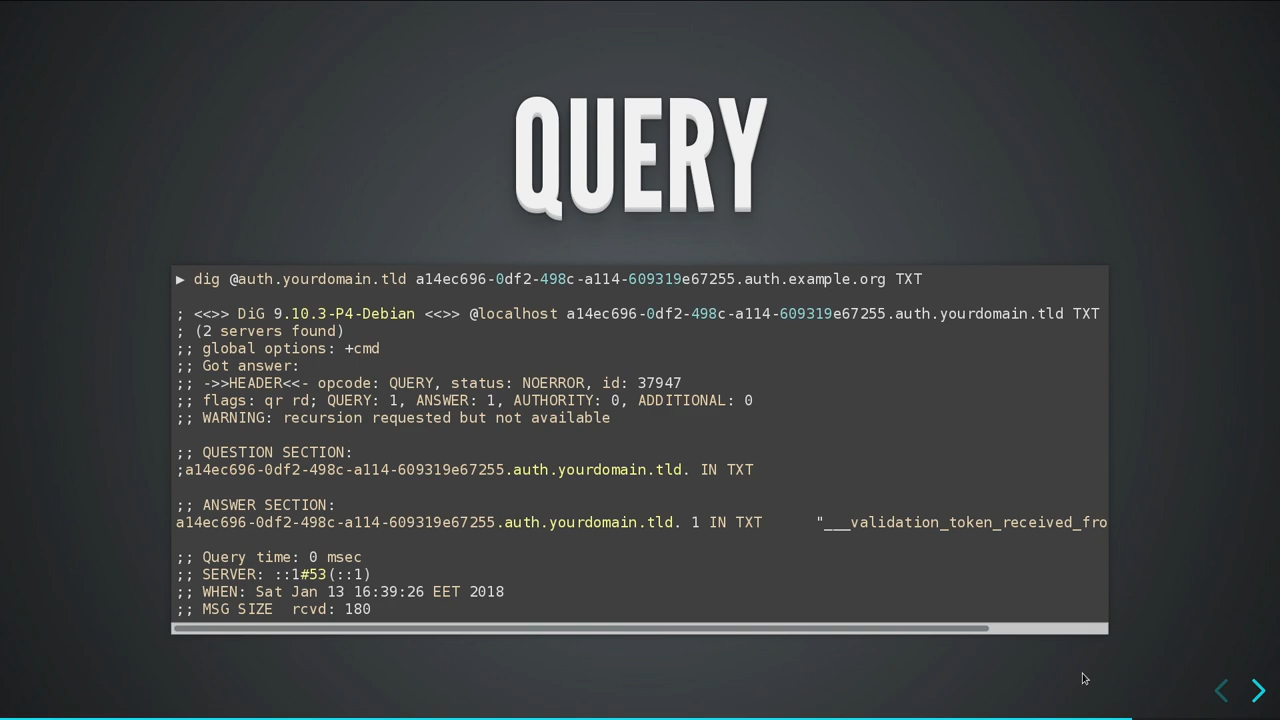 QUERY
▶ dig @auth.yourdomain.tld a14ec696-0df2-498c-a114-609319e67255.auth.example.org TXT
; <<>> DiG 9.10.3-P4-Debian <<>> @localhost a14ec696-0df2-498c-a114-609319e67255.auth.yourdomain.tld TXT
; (2 servers found)
;; global options: +cmd
;; Got answer:
;; ->>HEADER<<- opcode: QUERY, status: NOERROR, id: 37947
;; flags: qr rd; QUERY: 1, ANSWER: 1, AUTHORITY: 0, ADDITIONAL: 0
;; WARNING: recursion requested but not available
;; QUESTION SECTION:
;a14ec696-0df2-498c-a114-609319e67255.auth.yourdomain.tld. IN TXT
;; ANSWER SECTION:
a14ec696-0df2-498c-a114-609319e67255.auth.yourdomain.tld. 1 IN TXT "___validation_token_received_fro
;; Query time: 0 msec
;; SERVER: ::1#53(::1)
;; WHEN: Sat Jan 13 16:39:26 EET 2018
;; MSG SIZE rcvd: 180